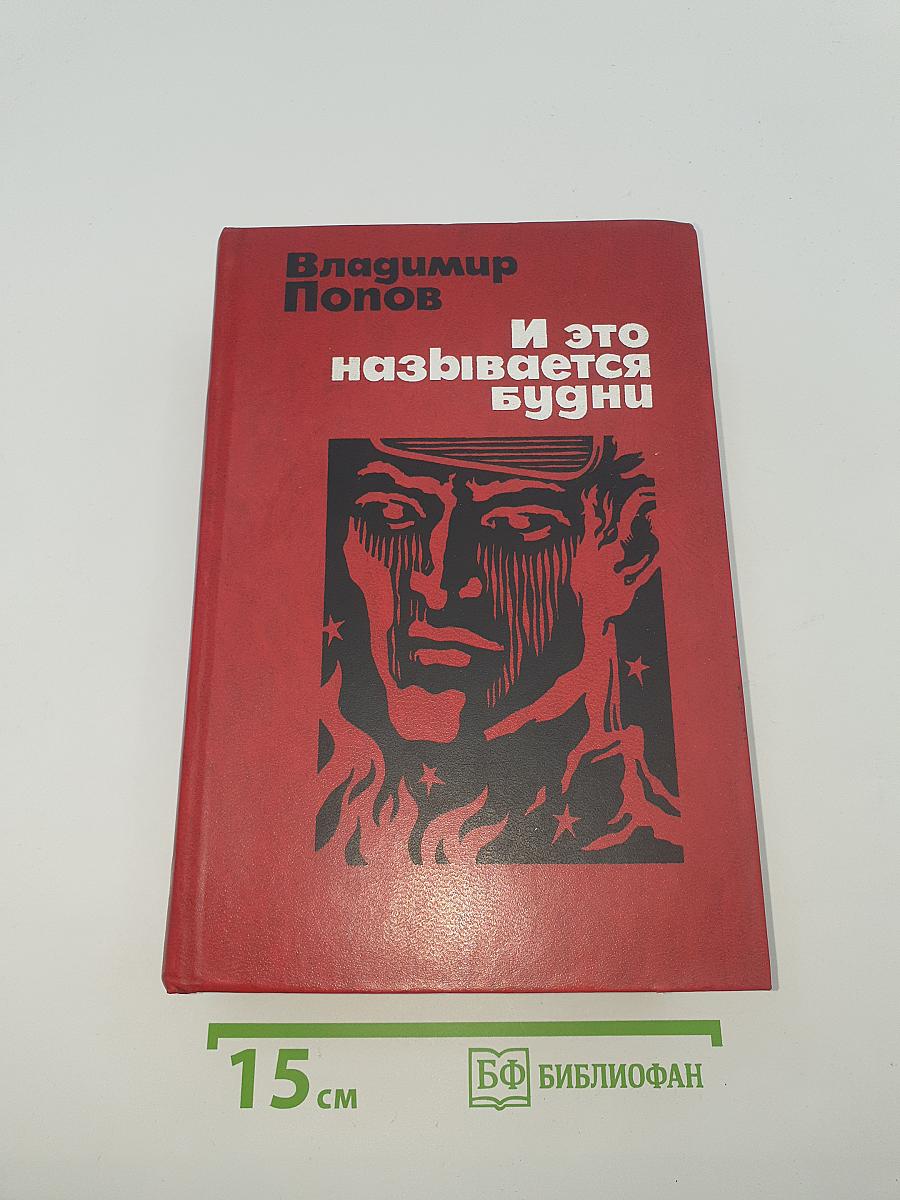 Владимир
Попов
И это
называется
будни
15 см
БФ БИБЛИОФАН